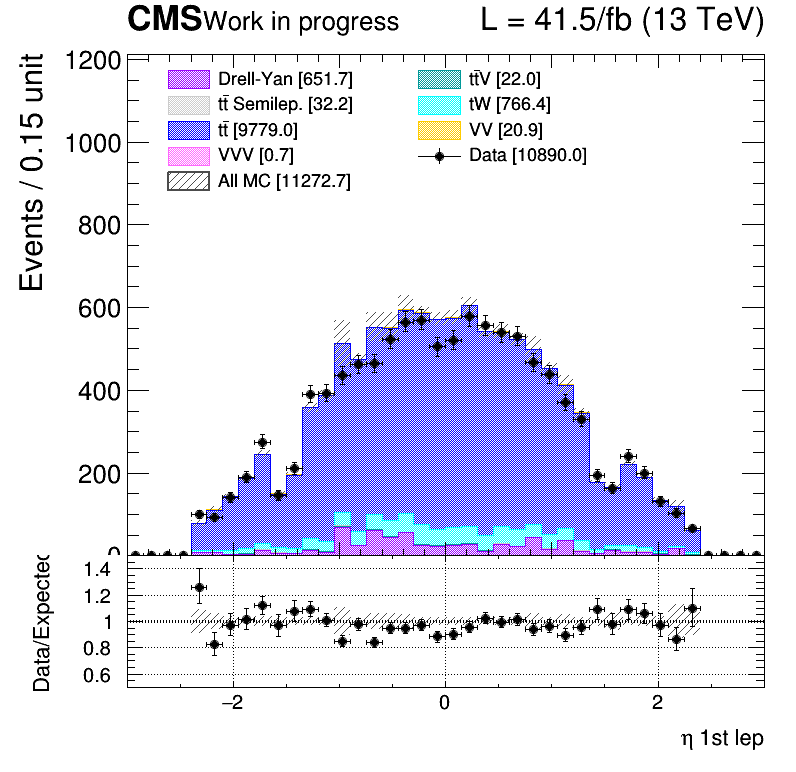 CMS Work in progress L = 41.5/fb (13 TeV)
Events / 0.15 unit
1200
1000
800
600
400
200
0
Drell-Yan [651.7]
tt̅ Semilep. [32.2]
tt̅ [9779.0]
VVV [0.7]
All MC [11272.7]
tt̅V [22.0]
tW [766.4]
VV [20.9]
Data [10890.0]
Data/Expected
1.4
1.2
1
0.8
0.6
−2 0 2
η 1st lep